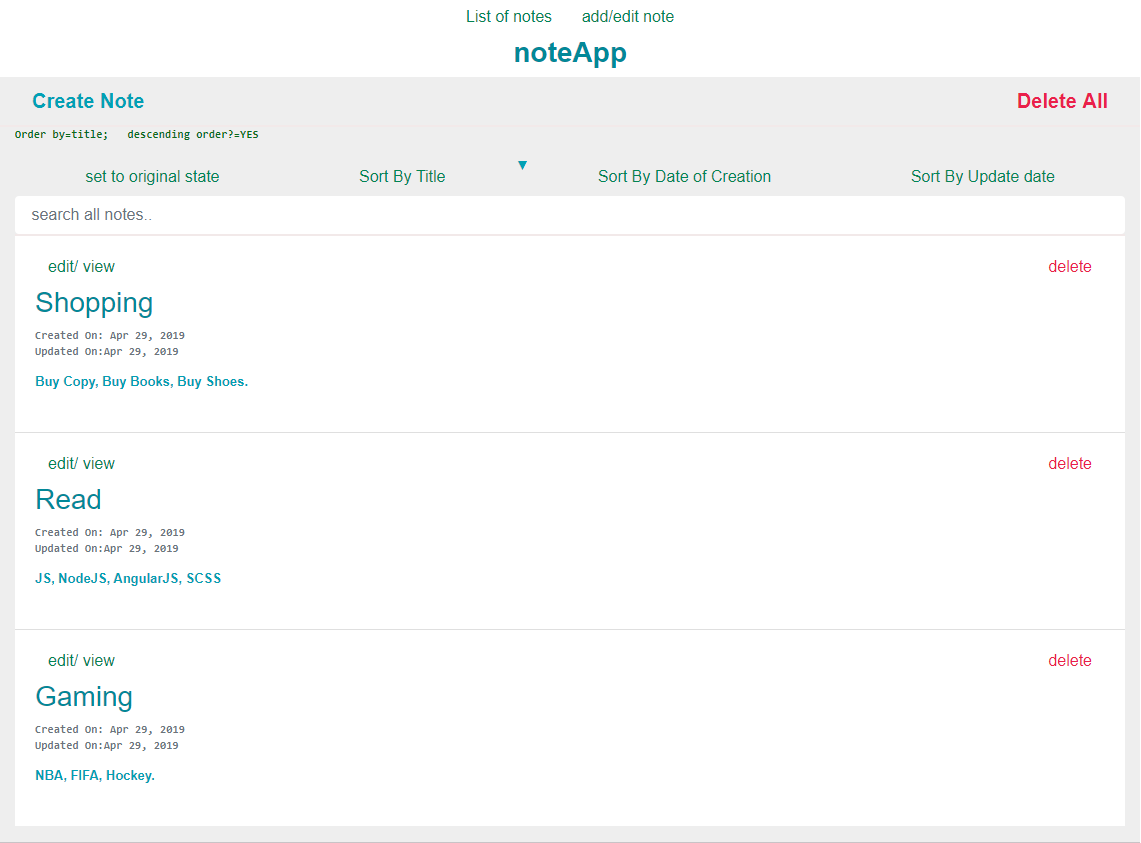 List of notes add/edit note
noteApp
Create Note Delete All
Order by=title; descending order?=YES
set to original state Sort By Title ▼ Sort By Date of Creation Sort By Update date
search all notes..
edit/ view delete
Shopping
Created On: Apr 29, 2019
Updated On:Apr 29, 2019
Buy Copy, Buy Books, Buy Shoes.
edit/ view delete
Read
Created On: Apr 29, 2019
Updated On:Apr 29, 2019
JS, NodeJS, AngularJS, SCSS
edit/ view delete
Gaming
Created On: Apr 29, 2019
Updated On:Apr 29, 2019
NBA, FIFA, Hockey.